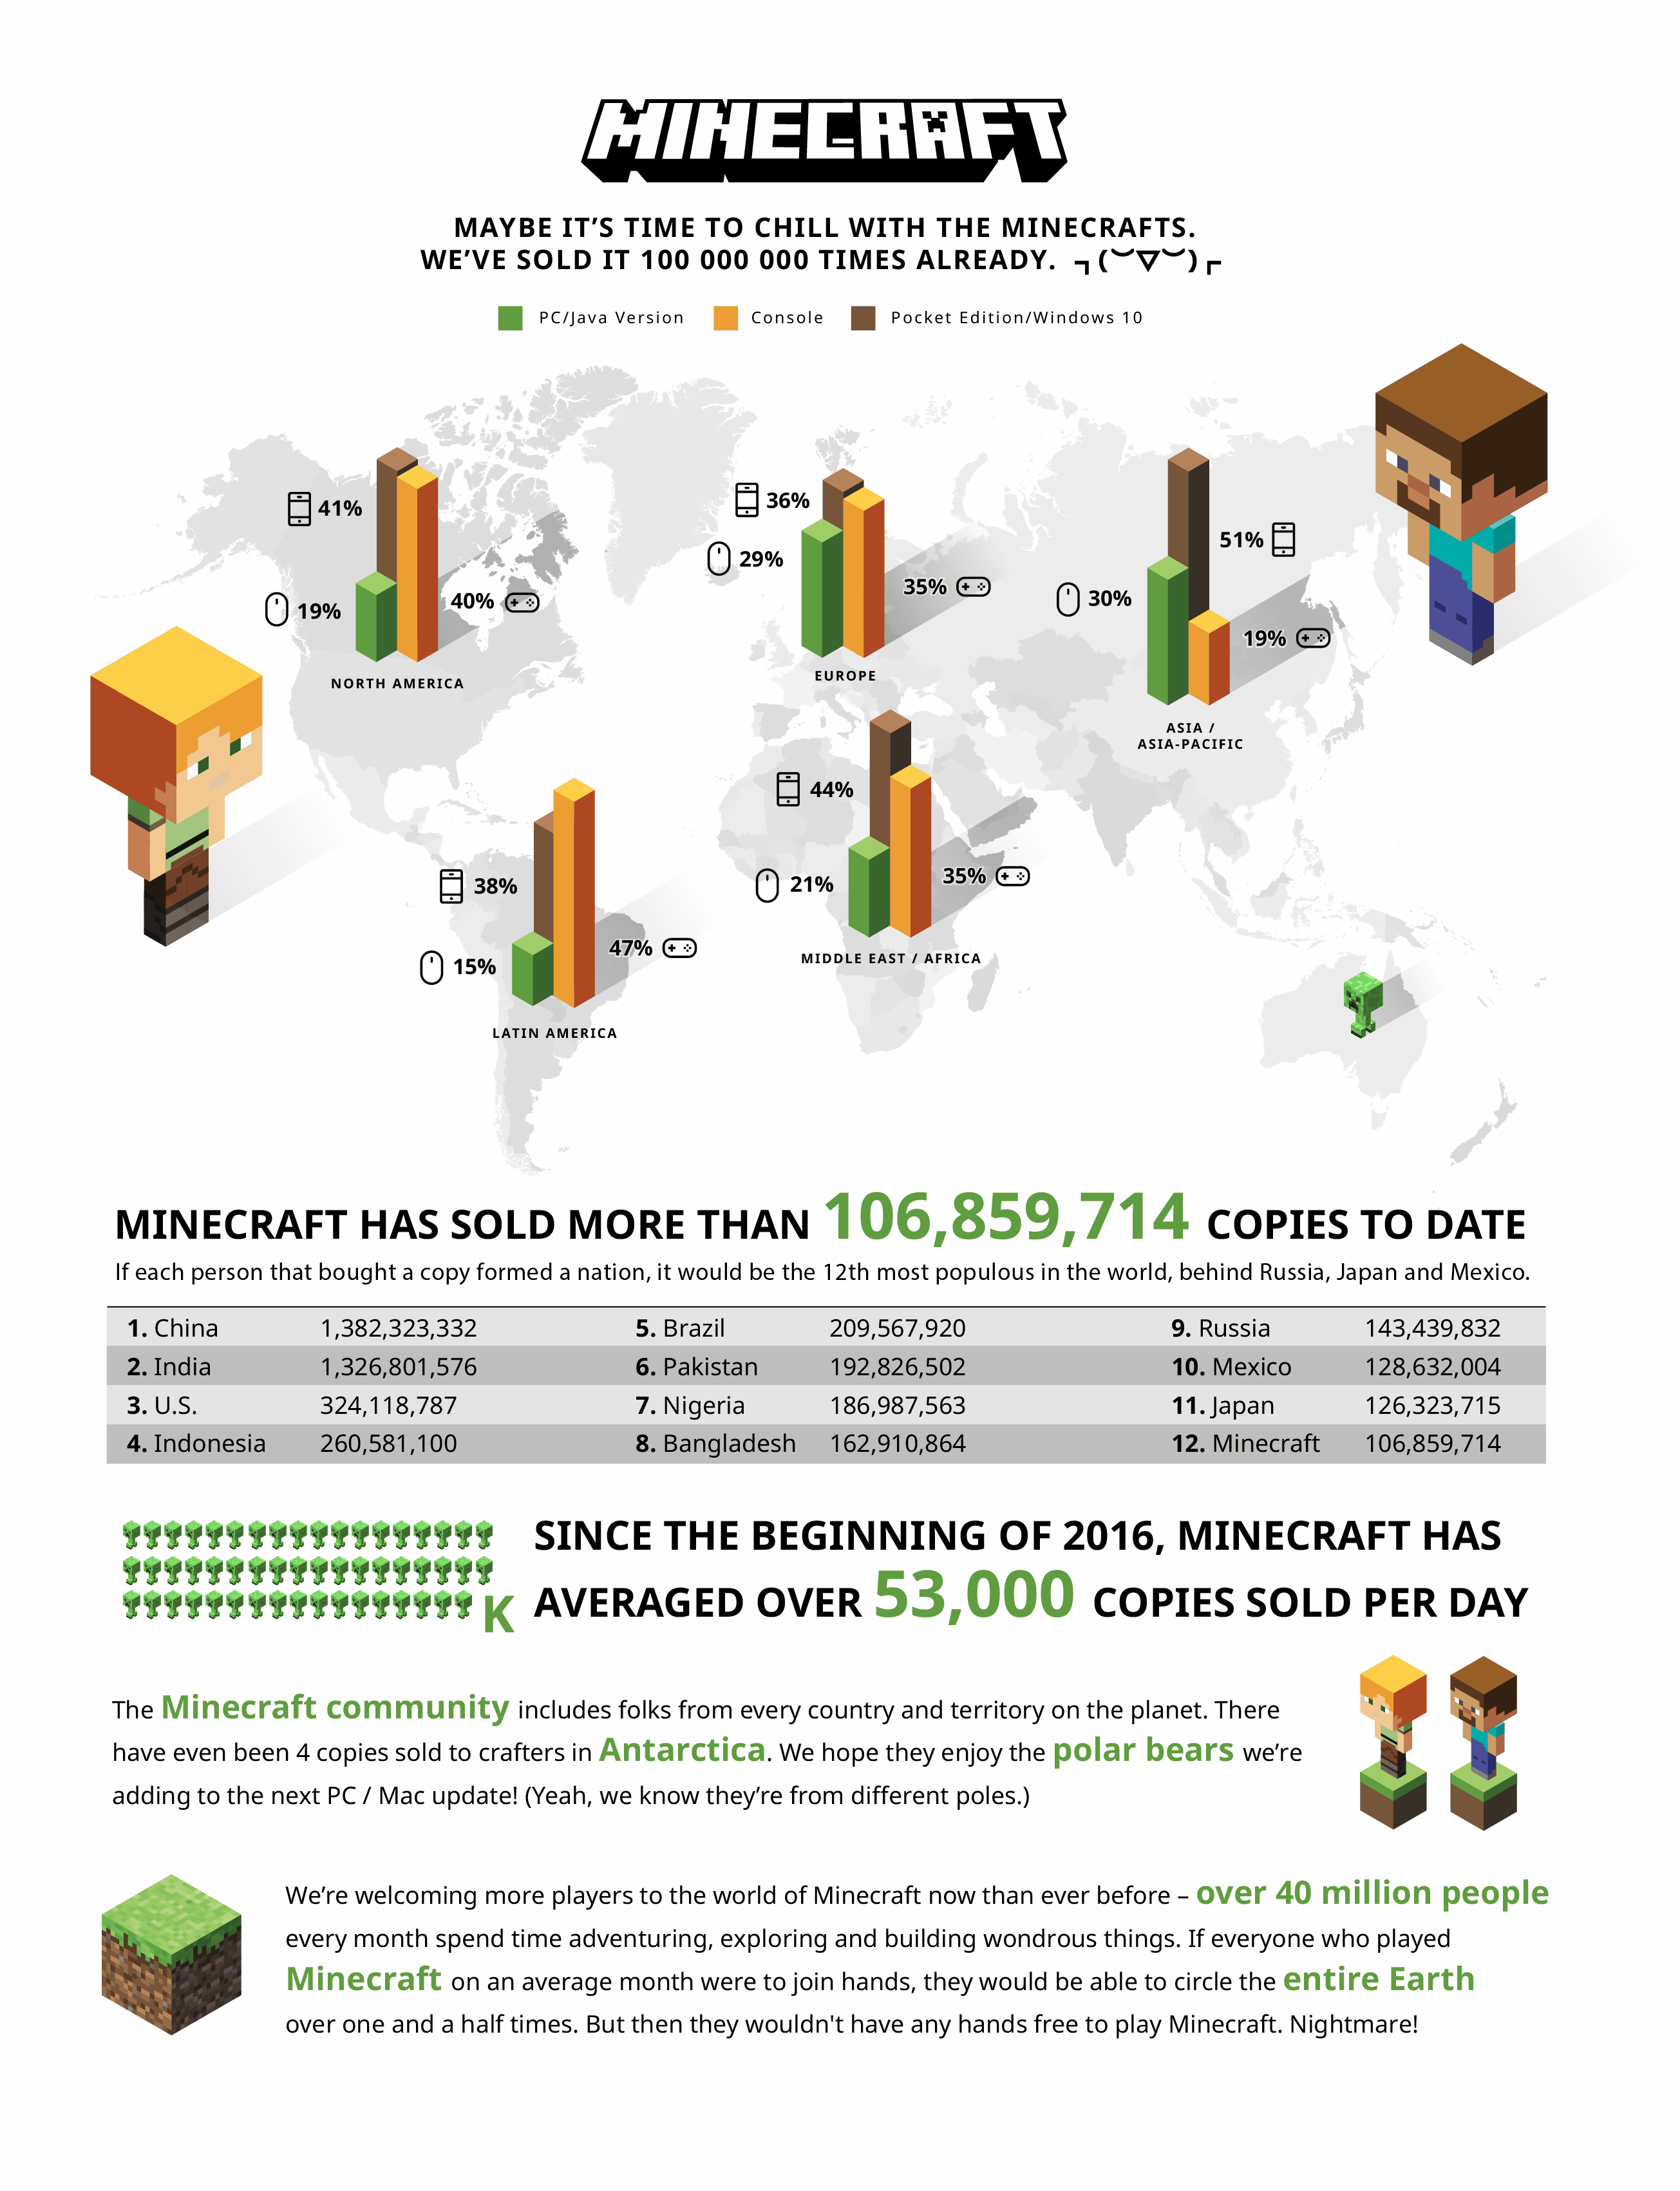 MINECRAFT
MAYBE IT’S TIME TO CHILL WITH THE MINECRAFTS.
WE’VE SOLD IT 100 000 000 TIMES ALREADY. ┐(︶▽︶)┌
PC/Java Version
Console
Pocket Edition/Windows 10
41%
19%
40%
NORTH AMERICA
36%
29%
35%
EUROPE
51%
30%
19%
ASIA /
ASIA-PACIFIC
38%
15%
47%
LATIN AMERICA
44%
21%
35%
MIDDLE EAST / AFRICA
MINECRAFT HAS SOLD MORE THAN 106,859,714 COPIES TO DATE
If each person that bought a copy formed a nation, it would be the 12th most populous in the world, behind Russia, Japan and Mexico.
1. China 1,382,323,332 5. Brazil 209,567,920 9. Russia 143,439,832
2. India 1,326,801,576 6. Pakistan 192,826,502 10. Mexico 128,632,004
3. U.S. 324,118,787 7. Nigeria 186,987,563 11. Japan 126,323,715
4. Indonesia 260,581,100 8. Bangladesh 162,910,864 12. Minecraft 106,859,714
K
SINCE THE BEGINNING OF 2016, MINECRAFT HAS
AVERAGED OVER 53,000 COPIES SOLD PER DAY
The Minecraft community includes folks from every country and territory on the planet. There
have even been 4 copies sold to crafters in Antarctica. We hope they enjoy the polar bears we’re
adding to the next PC / Mac update! (Yeah, we know they’re from different poles.)
We’re welcoming more players to the world of Minecraft now than ever before – over 40 million people
every month spend time adventuring, exploring and building wondrous things. If everyone who played
Minecraft on an average month were to join hands, they would be able to circle the entire Earth
over one and a half times. But then they wouldn't have any hands free to play Minecraft. Nightmare!